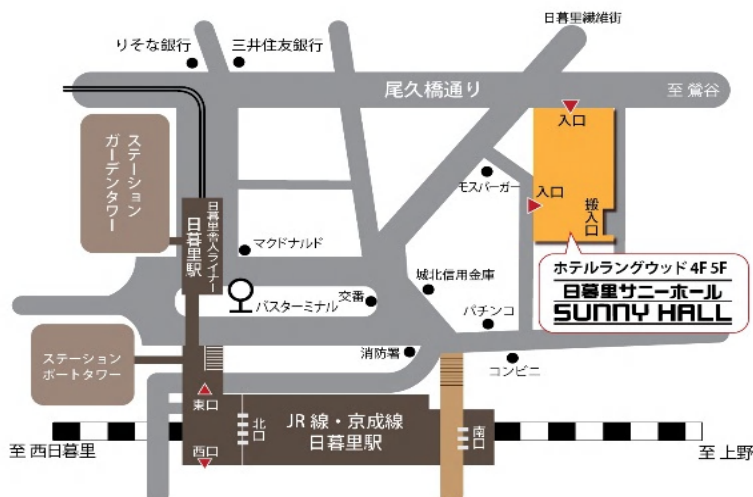 日暮里繊維街
りそな銀行
三井住友銀行
尾久橋通り
至 鶯谷
入口
ステーション
ガーデンタワー
モスバーガー
入口
搬入口
日暮里舎人ライナー
日暮里駅
マクドナルド
ホテルラングウッド 4F 5F
日暮里サニーホール
SUNNY HALL
城北信用金庫
バスターミナル
交番
パチンコ
ステーション
ポートタワー
消防署
コンビニ
東口
北口
JR 線・京成線
日暮里駅
南口
西口
至 西日暮里
至 上野